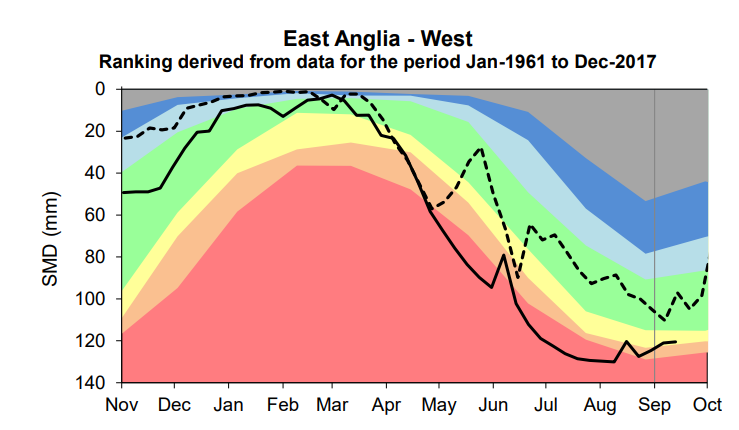 East Anglia - West
Ranking derived from data for the period Jan-1961 to Dec-2017
SMD (mm)
0
20
40
60
80
100
120
140
Nov Dec Jan Feb Mar Apr May Jun Jul Aug Sep Oct